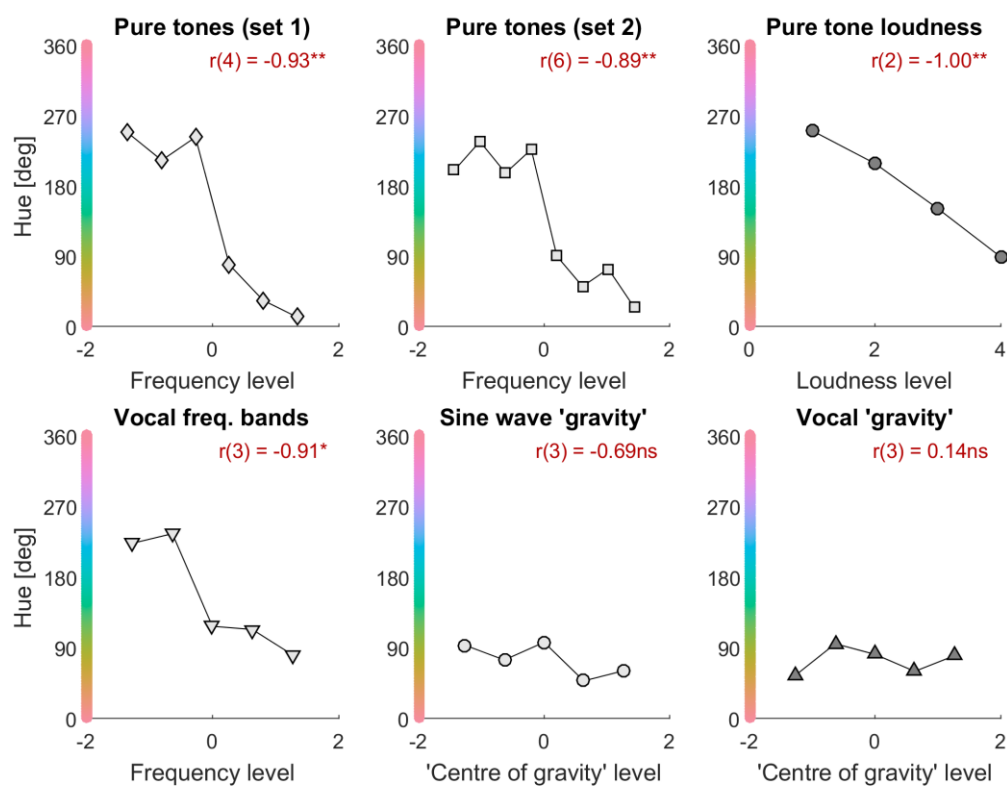 Pure tones (set 1)
r(4) = -0.93**
360
270
180
90
0
Hue [deg]
-2 0 2
Frequency level
Pure tones (set 2)
r(6) = -0.89**
360
270
180
90
0
-2 0 2
Frequency level
Pure tone loudness
r(2) = -1.00**
360
270
180
90
0
0 2 4
Loudness level
Vocal freq. bands
r(3) = -0.91*
360
270
180
90
0
Hue [deg]
-2 0 2
Frequency level
Sine wave 'gravity'
r(3) = -0.69ns
360
270
180
90
0
-2 0 2
'Centre of gravity' level
Vocal 'gravity'
r(3) = 0.14ns
360
270
180
90
0
-2 0 2
'Centre of gravity' level